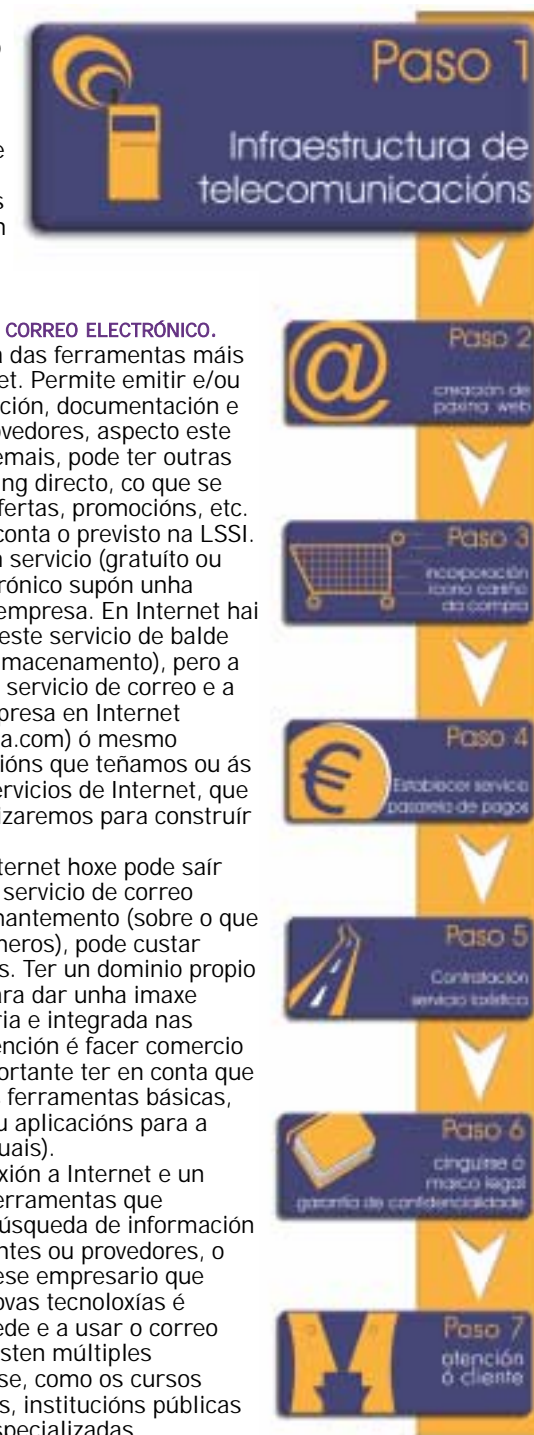 e
s
n
CORREO ELECTRÓNICO.
das ferramentas máis
et. Permite emitir e/ou
ción, documentación e
ovedores, aspecto este
emais, pode ter outras
ng directo, co que se
fertas, promocións, etc.
conta o previsto na LSSI.
servicio (gratuíto ou
rónico supón unha
empresa. En Internet hai
este servicio de balde
macenamento), pero a
servicio de correo e a
presa en Internet
a.com) ó mesmo
ións que teñamos ou ás
ervicios de Internet, que
izaremos para construír
ternet hoxe pode saír
servicio de correo
nantemento (sobre o que
neros), pode custar
s. Ter un dominio propio
ara dar unha imaxe
ria e integrada nas
ención é facer comercio
ortante ter en conta que
s ferramentas básicas,
u aplicacións para a
uais).
xión a Internet e un
erramentas que
úsqueda de información
ntes ou provedores, o
ese empresario que
ovas tecnoloxías é
ede e a usar o correo
sten múltiples
se, como os cursos
s, institucións públicas
specializadas
Paso 1
Infraestructura de
telecomunicacións
Paso 2
creación de
páxina web
Paso 3
incorporación
icono carriño
da compra
Paso 4
Establecer servicio
pasarela de pagos
Paso 5
Contratación
servicio loxístico
Paso 6
cinguirse ó
marco legal
garantía de confidencialidade
Paso 7
atención
ó cliente